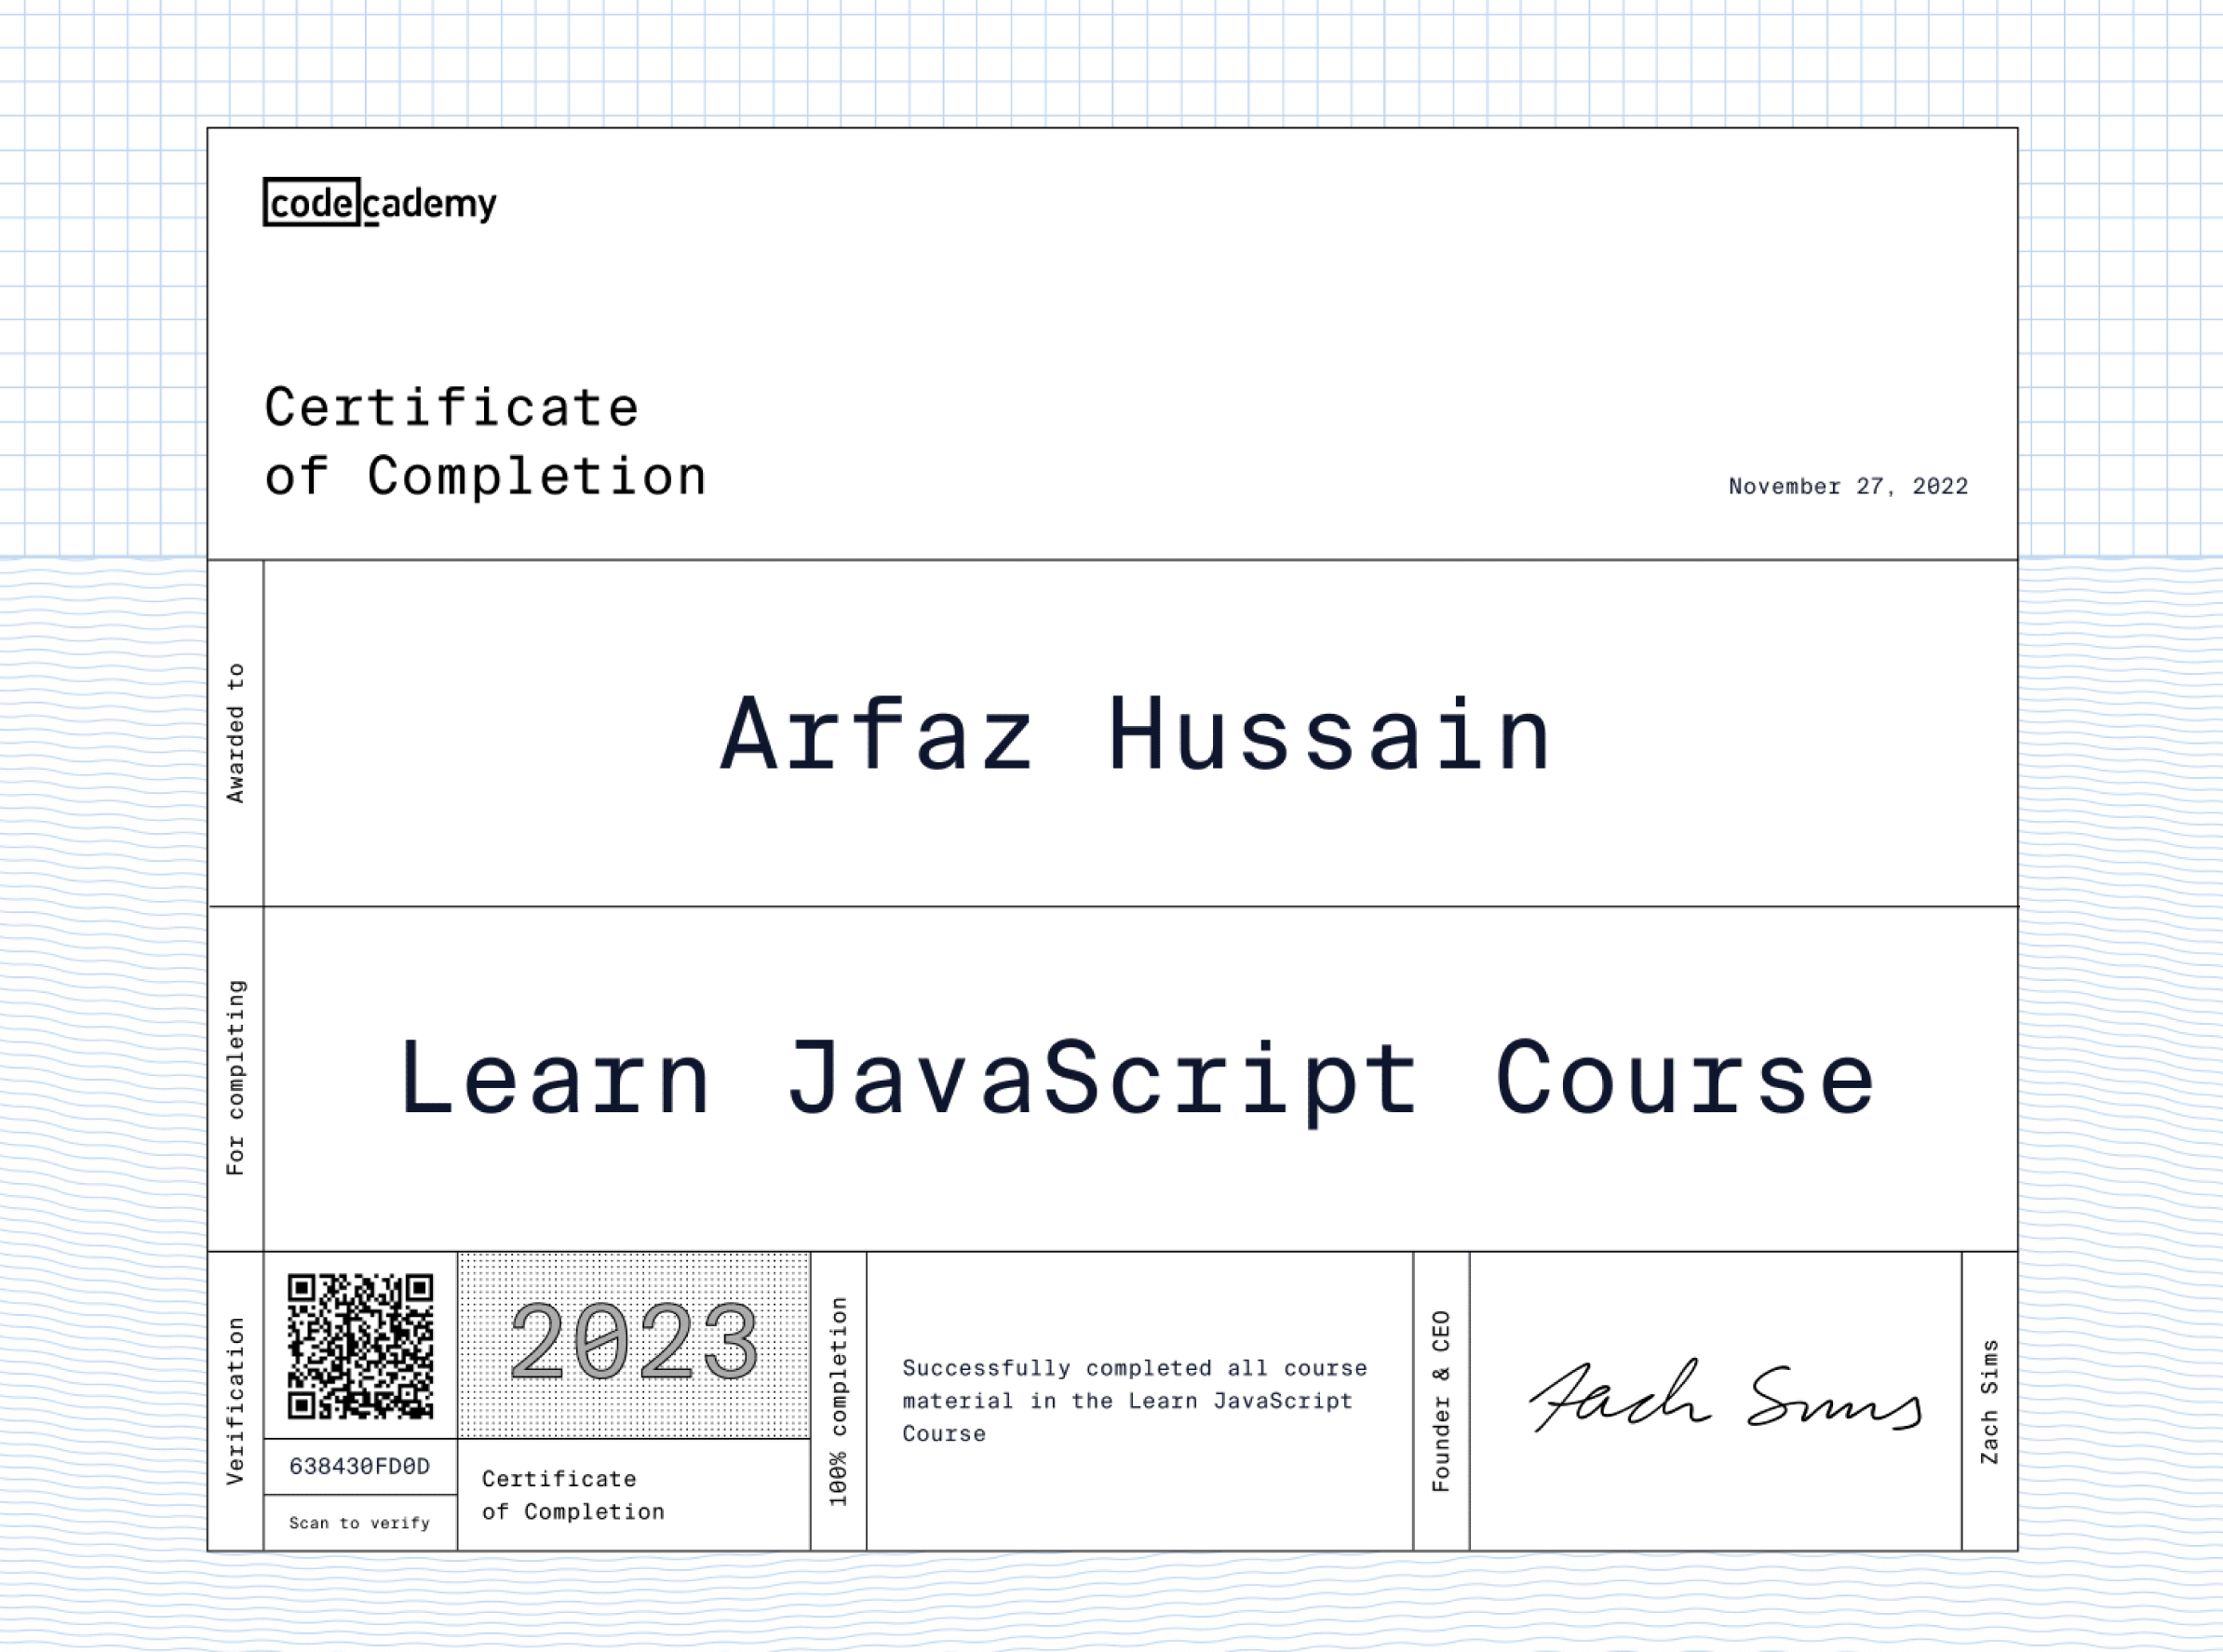 codecademy
Certificate
of Completion
November 27, 2022
Awarded to
Arfaz Hussain
For completing
Learn JavaScript Course
Verification
638430FD0D
Scan to verify
2023
Certificate
of Completion
100% completion
Successfully completed all course
material in the Learn JavaScript
Course
Founder & CEO
Zach Sims
Zach Sims